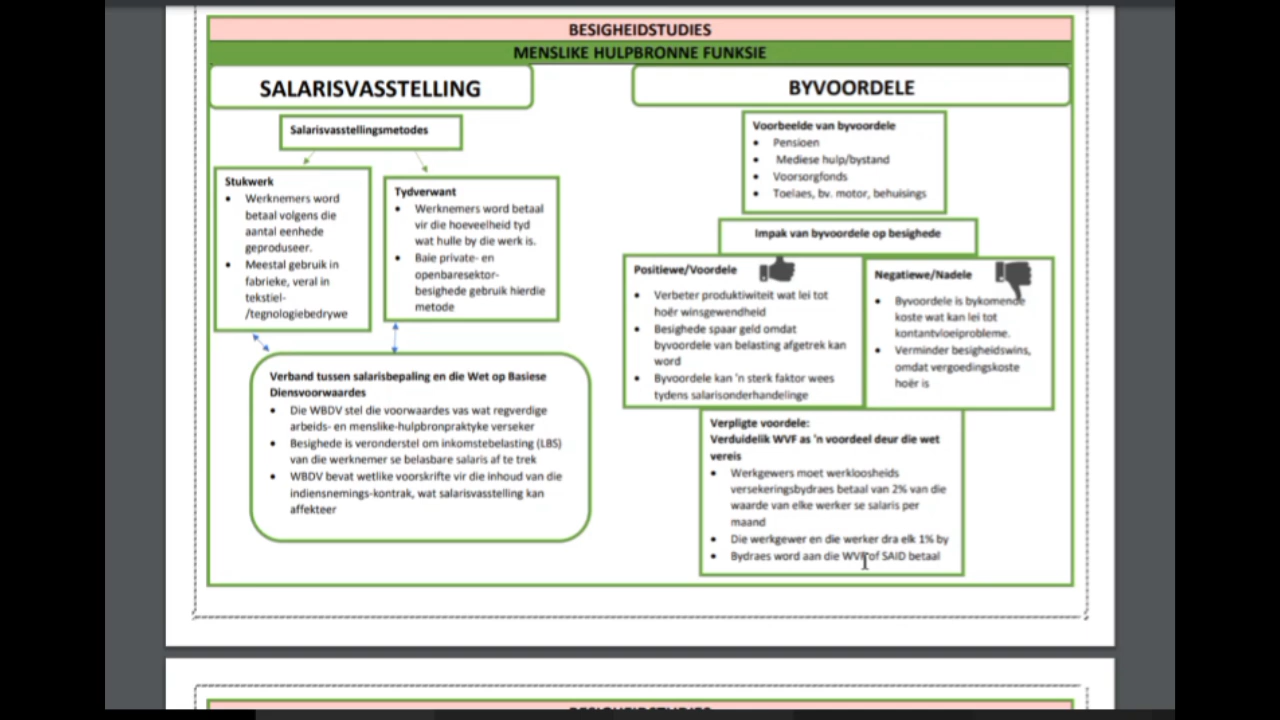 BESIGHEIDSTUDIES
MENSLIKE HULPBRONNE FUNKSIE
SALARISVASSTELLING
Salarisvasstellingsmetodes
Stukwerk
• Werknemers word
betaal volgens die
aantal eenhede
geproduseer.
• Meestal gebruik in
fabrieke, veral in
tekstiel-
/tegnologiebedrywe
Tydverwant
• Werknemers word betaal
vir die hoeveelheid tyd
wat hulle by die werk is.
• Baie private- en
openbaresektor-
besighede gebruik hierdie
metode
Verband tussen salarisbepaling en die Wet op Basiese
Diensvoorwaardes
• Die WBDV stel die voorwaardes vas wat regverdige
arbeids- en menslike-hulpbronpraktyke verseker
• Besighede is veronderstel om inkomstebelasting (LBS)
van die werknemer se belasbare salaris af te trek
• WBDV bevat wetlike voorskrifte vir die inhoud van die
indiensnemings-kontrak, wat salarisvasstelling kan
affekteer
BYVOORDELE
Voorbeelde van byvoordele
• Pensioen
• Mediese hulp/bystand
• Voorsorgfonds
• Toelaes, bv. motor, behuisings
Impak van byvoordele op besighede
Positiewe/Voordele
• Verbeter produktiwiteit wat lei tot
hoër winsgewendheid
• Besighede spaar geld omdat
byvoordele van belasting afgetrek kan
word
• Byvoordele kan 'n sterk faktor wees
tydens salarisonderhandelinge
Negatiewe/Nadele
• Byvoordele is bykomende
koste wat kan lei tot
kontantvloeiprobleme.
• Verminder besigheidswins,
omdat vergoedingskoste
hoër is
Verpligte voordele:
Verduidelik WVF as 'n voordeel deur die wet
vereis
• Werkgewers moet werkloosheids
versekeringsbydraes betaal van 2% van die
waarde van elke werker se salaris per
maand
• Die werkgewer en die werker dra elk 1% by
• Bydraes word aan die WVF of SAID betaal
BESIGHEIDSTUDIES